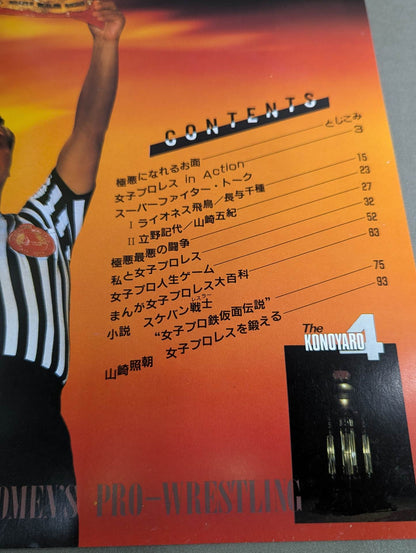 CONTENTS
極悪になれるお面 とじこみ
女子プロレス in Action 3
スーパーファイター・トーク
I ライオネス飛鳥／長与千種 15
II 立野記代／山崎五紀 23
極悪最悪の闘争 27
私と女子プロレス 32
女子プロ人生ゲーム 52
まんが女子プロレス大百科 63
レスラー
小説 スケバン戦士
“女子プロ鉄仮面伝説” 75
山崎照朝 女子プロレスを鍛える 93
The
KONOYARD 4
OMEN'S PRO-WRESTLING